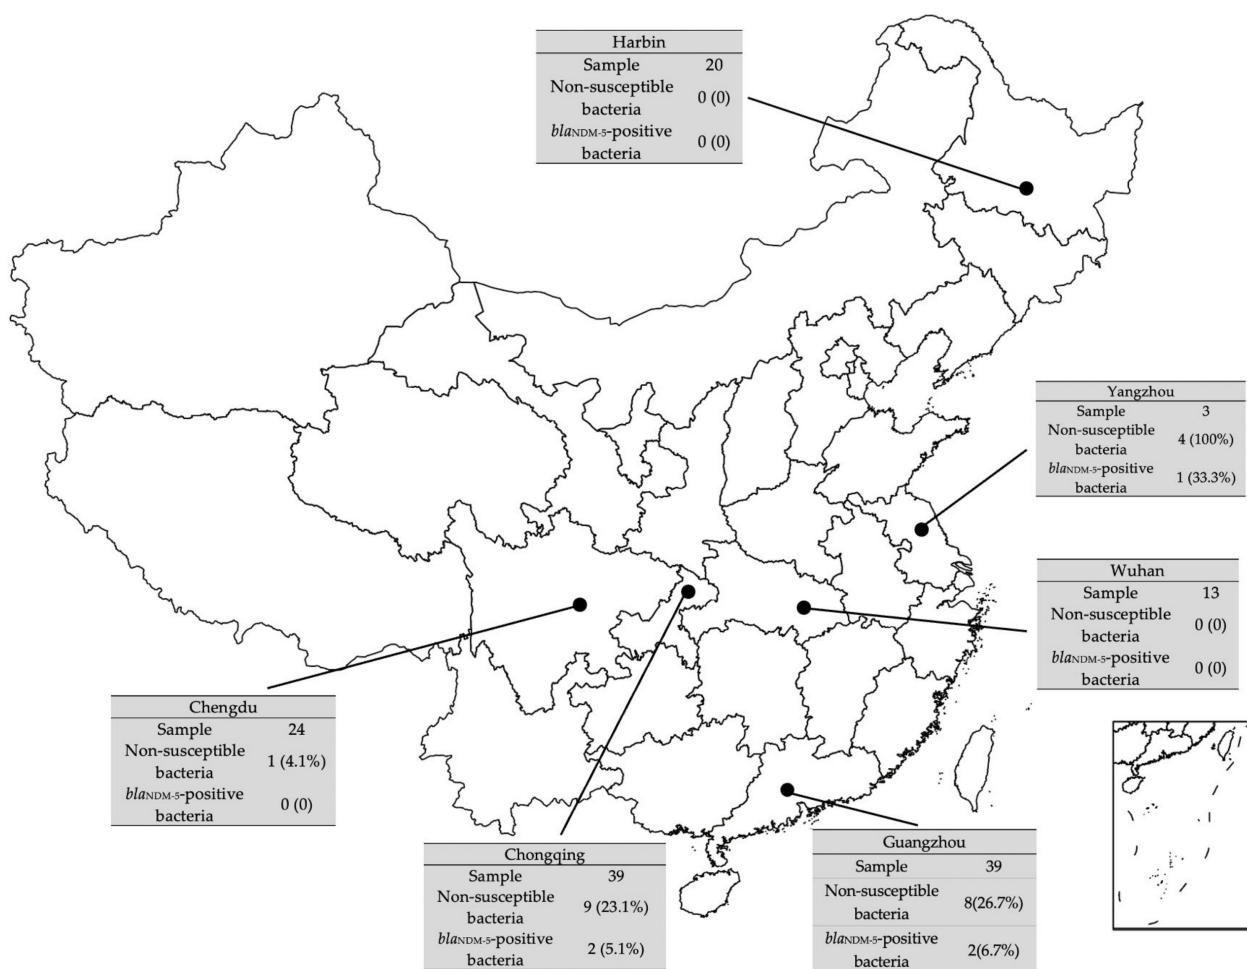 Harbin
Sample 20
Non-susceptible
bacteria 0 (0)
blaNDM-5-positive
bacteria 0 (0)
Yangzhou
Sample 3
Non-susceptible
bacteria 4 (100%)
blaNDM-5-positive
bacteria 1 (33.3%)
Wuhan
Sample 13
Non-susceptible
bacteria 0 (0)
blaNDM-5-positive
bacteria 0 (0)
Chengdu
Sample 24
Non-susceptible
bacteria 1 (4.1%)
blaNDM-5-positive
bacteria 0 (0)
Chongqing
Sample 39
Non-susceptible
bacteria 9 (23.1%)
blaNDM-5-positive
bacteria 2 (5.1%)
Guangzhou
Sample 39
Non-susceptible
bacteria 8(26.7%)
blaNDM-5-positive
bacteria 2(6.7%)